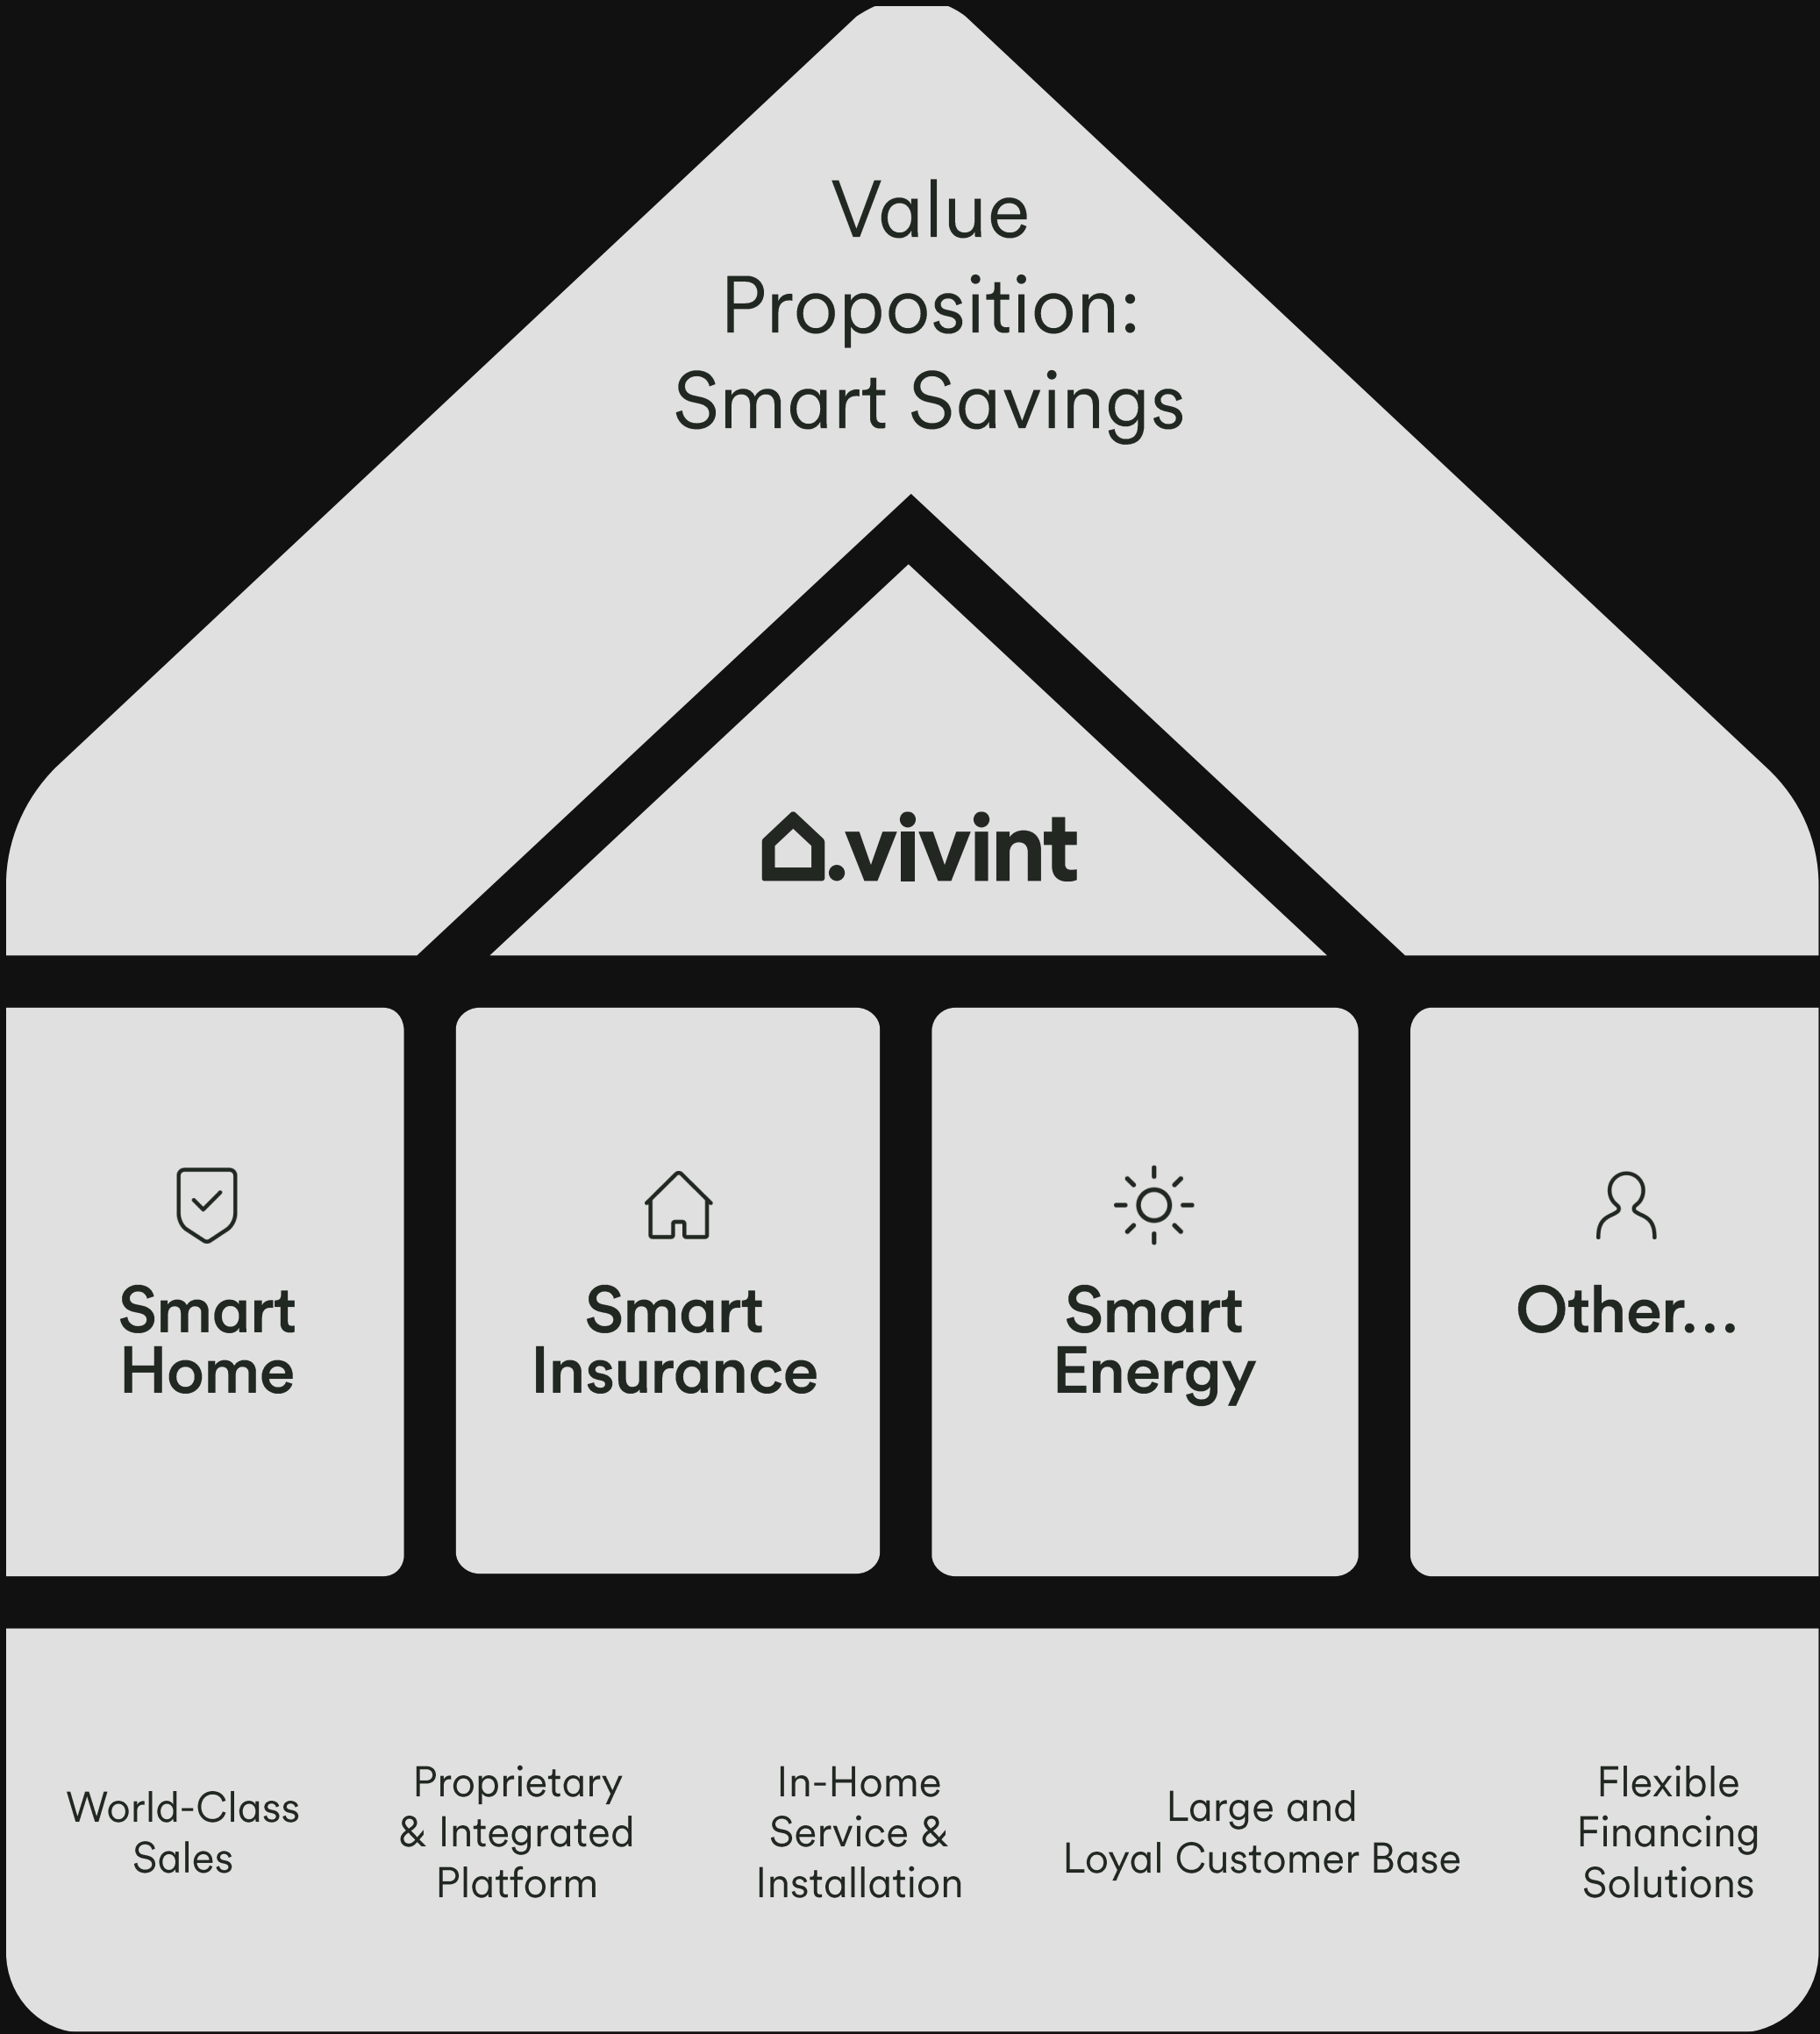 Value
Proposition:
Smart Savings
.vivint
Smart
Home
Smart
Insurance
Smart
Energy
Other...
World-Class
Sales
Proprietary
& Integrated
Platform
In-Home
Service &
Installation
Large and
Loyal Customer Base
Flexible
Financing
Solutions